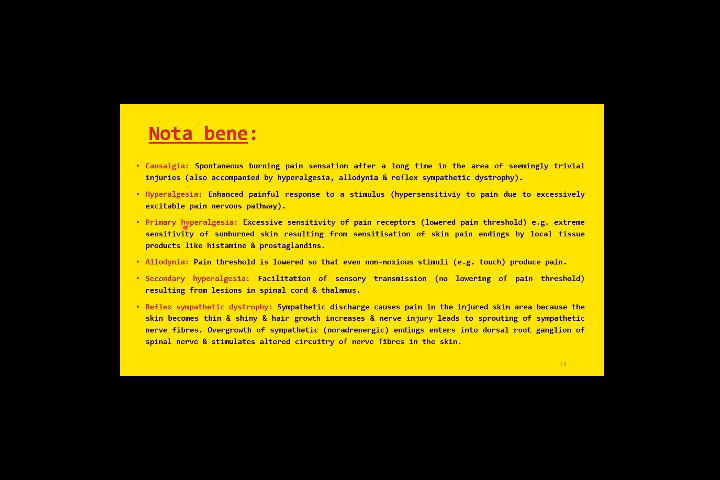 Nota bene:
• Causalgia: Spontaneous burning pain sensation after a long time in the area of seemingly trivial
injuries (also accompanied by hyperalgesia, allodynia & reflex sympathetic dystrophy).
• Hyperalgesia: Enhanced painful response to a stimulus (hypersensitiviy to pain due to excessively
excitable pain nervous pathway).
• Primary hyperalgesia: Excessive sensitivity of pain receptors (lowered pain threshold) e.g. extreme
sensitivity of sunburned skin resulting from sensitisation of skin pain endings by local tissue
products like histamine & prostaglandins.
• Allodynia: Pain threshold is lowered so that even non-noxious stimuli (e.g. touch) produce pain.
• Secondary hyperalgesia: Facilitation of sensory transmission (no lowering of pain threshold)
resulting from lesions in spinal cord & thalamus.
• Reflex sympathetic dystrophy: Sympathetic discharge causes pain in the injured skin area because the
skin becomes thin & shiny & hair growth increases & nerve injury leads to sprouting of sympathetic
nerve fibres. Overgrowth of sympathetic (noradrenergic) endings enters into dorsal root ganglion of
spinal nerve & stimulates altered circuitry of nerve fibres in the skin.